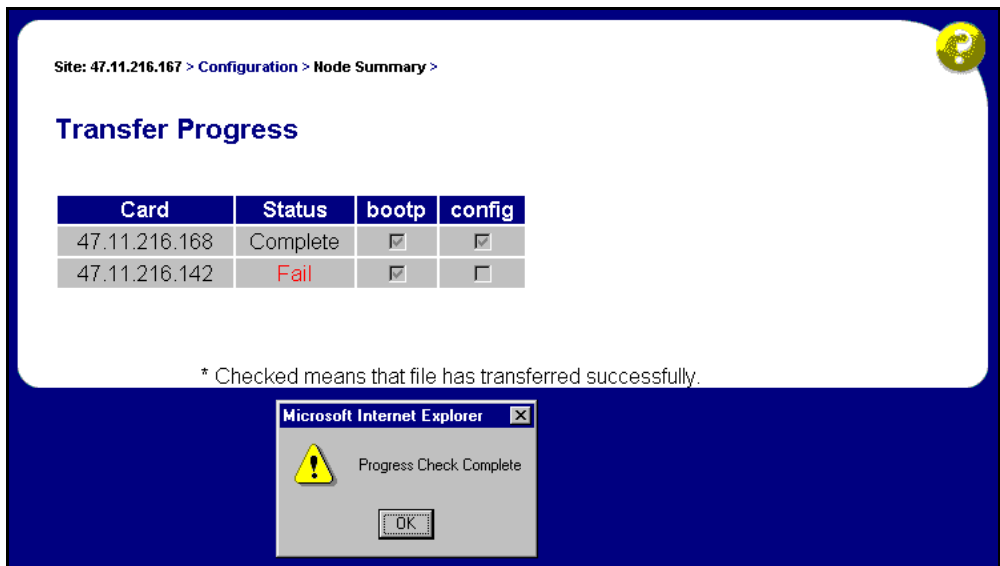 Site: 47.11.216.167 > Configuration > Node Summary >
Transfer Progress
Card Status bootp config
47.11.216.168 Complete
47.11.216.142 Fail
* Checked means that file has transferred successfully.
Microsoft Internet Explorer
Progress Check Complete
OK